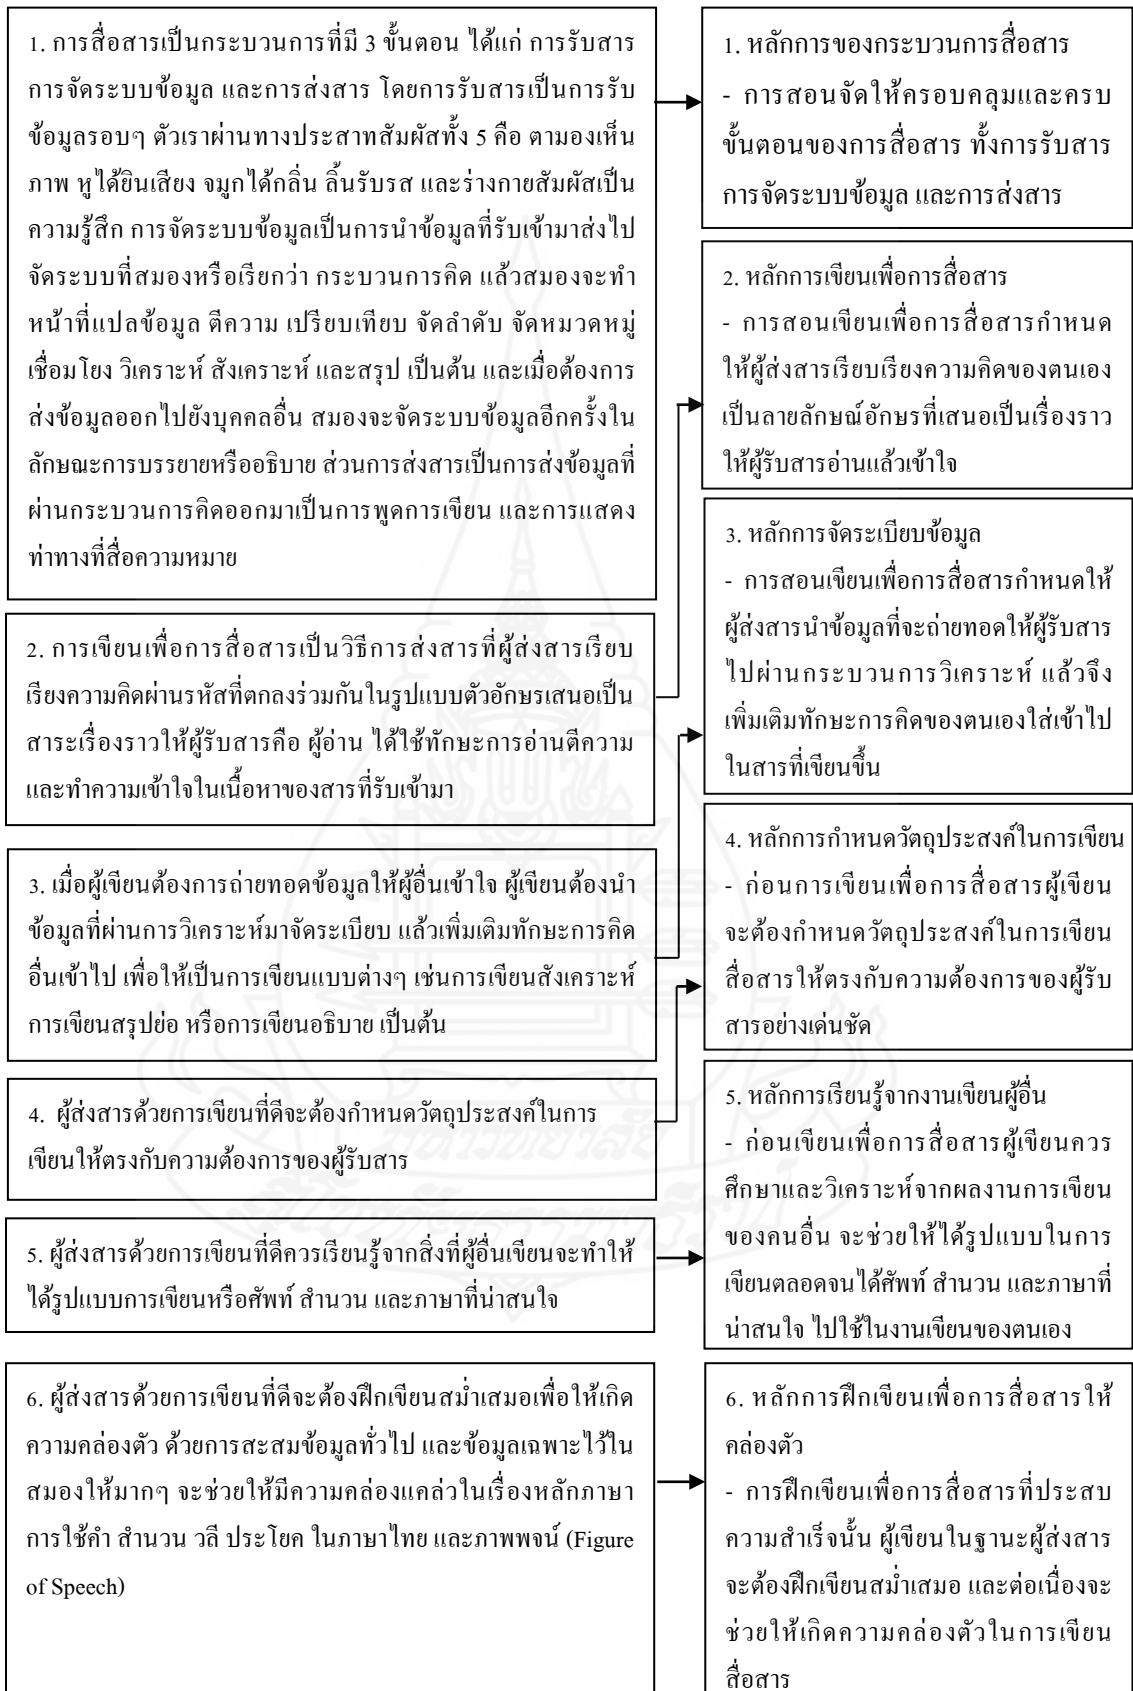 1. การสื่อสารเป็นกระบวนการที่มี 3 ขั้นตอน ได้แก่ การรับสาร
การจัดระบบข้อมูล และการส่งสาร โดยการรับสารเป็นการรับ
ข้อมูลรอบๆ ตัวเราผ่านทางประสาทสัมผัสทั้ง 5 คือ ตามองเห็น
ภาพ หูได้ยินเสียง จมูกได้กลิ่น ลิ้นรับรส และร่างกายสัมผัสเป็น
ความรู้สึก การจัดระบบข้อมูลเป็นการนำข้อมูลที่รับเข้ามาส่งไป
จัดระบบที่สมองหรือเรียกว่า กระบวนการคิด แล้วสมองจะทำ
หน้าที่แปลข้อมูล ตีความ เปรียบเทียบ จัดลำดับ จัดหมวดหมู่
เชื่อมโยง วิเคราะห์ สังเคราะห์ และสรุป เป็นต้น และเมื่อต้องการ
ส่งข้อมูลออกไปยังบุคคลอื่น สมองจะจัดระบบข้อมูลอีกครั้งใน
ลักษณะการบรรยายหรืออธิบาย ส่วนการส่งสารเป็นการส่งข้อมูลที่
ผ่านกระบวนการคิดออกมาเป็นการพูดการเขียน และการแสดง
ท่าทางที่สื่อความหมาย
1. หลักการของกระบวนการสื่อสาร
- การสอนจัดให้ครอบคลุมและครบ
ขั้นตอนของการสื่อสาร ทั้งการรับสาร
การจัดระบบข้อมูล และการส่งสาร
2. หลักการเขียนเพื่อการสื่อสาร
- การสอนเขียนเพื่อการสื่อสารกำหนด
ให้ผู้ส่งสารเรียบเรียงความคิดของตนเอง
เป็นลายลักษณ์อักษรที่เสนอเป็นเรื่องราว
ให้ผู้รับสารอ่านแล้วเข้าใจ
2. การเขียนเพื่อการสื่อสารเป็นวิธีการส่งสารที่ผู้ส่งสารเรียบ
เรียงความคิดผ่านรหัสที่ตกลงร่วมกันในรูปแบบตัวอักษรเสนอเป็น
สาระเรื่องราวให้ผู้รับสารคือ ผู้อ่าน ได้ใช้ทักษะการอ่านตีความ
และทำความเข้าใจในเนื้อหาของสารที่รับเข้ามา
3. หลักการจัดระเบียบข้อมูล
- การสอนเขียนเพื่อการสื่อสารกำหนดให้
ผู้ส่งสารนำข้อมูลที่จะถ่ายทอดให้ผู้รับสาร
ไปผ่านกระบวนการวิเคราะห์ แล้วจึง
เพิ่มเติมทักษะการคิดของตนเองใส่เข้าไป
ในสารที่เขียนขึ้น
3. เมื่อผู้เขียนต้องการถ่ายทอดข้อมูลให้ผู้อื่นเข้าใจ ผู้เขียนต้องนำ
ข้อมูลที่ผ่านการวิเคราะห์มาจัดระเบียบ แล้วเพิ่มเติมทักษะการคิด
อื่นเข้าไป เพื่อให้เป็นการเขียนแบบต่างๆ เช่นการเขียนสังเคราะห์
การเขียนสรุปย่อ หรือการเขียนอธิบาย เป็นต้น
4. หลักการกำหนดวัตถุประสงค์ในการเขียน
- ก่อนการเขียนเพื่อการสื่อสารผู้เขียน
จะต้องกำหนดวัตถุประสงค์ในการเขียน
สื่อสารให้ตรงกับความต้องการของผู้รับ
สารอย่างเด่นชัด
4. ผู้ส่งสารด้วยการเขียนที่ดีจะต้องกำหนดวัตถุประสงค์ในการ
เขียนให้ตรงกับความต้องการของผู้รับสาร
5. หลักการเรียนรู้จากงานเขียนผู้อื่น
- ก่อนเขียนเพื่อการสื่อสารผู้เขียนควร
ศึกษาและวิเคราะห์จากผลงานการเขียน
ของคนอื่น จะช่วยให้ได้รูปแบบในการ
เขียนตลอดจนได้ศัพท์ สำนวน และภาษาที่
น่าสนใจ ไปใช้ในงานเขียนของตนเอง
5. ผู้ส่งสารด้วยการเขียนที่ดีควรเรียนรู้จากสิ่งที่ผู้อื่นเขียนจะทำให้
ได้รูปแบบการเขียนหรือศัพท์ สำนวน และภาษาที่น่าสนใจ
6. ผู้ส่งสารด้วยการเขียนที่ดีจะต้องฝึกเขียนสม่ำเสมอเพื่อให้เกิด
ความคล่องตัว ด้วยการสะสมข้อมูลทั่วไป และข้อมูลเฉพาะไว้ใน
สมองให้มากๆ จะช่วยให้มีความคล่องแคล่วในเรื่องหลักภาษา
การใช้คำ สำนวน วลี ประโยค ในภาษาไทย และภาพพจน์ (Figure
of Speech)
6. หลักการฝึกเขียนเพื่อการสื่อสารให้
คล่องตัว
- การฝึกเขียนเพื่อการสื่อสารที่ประสบ
ความสำเร็จนั้น ผู้เขียนในฐานะผู้ส่งสาร
จะต้องฝึกเขียนสม่ำเสมอ และต่อเนื่องจะ
ช่วยให้เกิดความคล่องตัวในการเขียน
สื่อสาร
มหาวิทยาลัย
สุโขทัยธรรมาธิราช